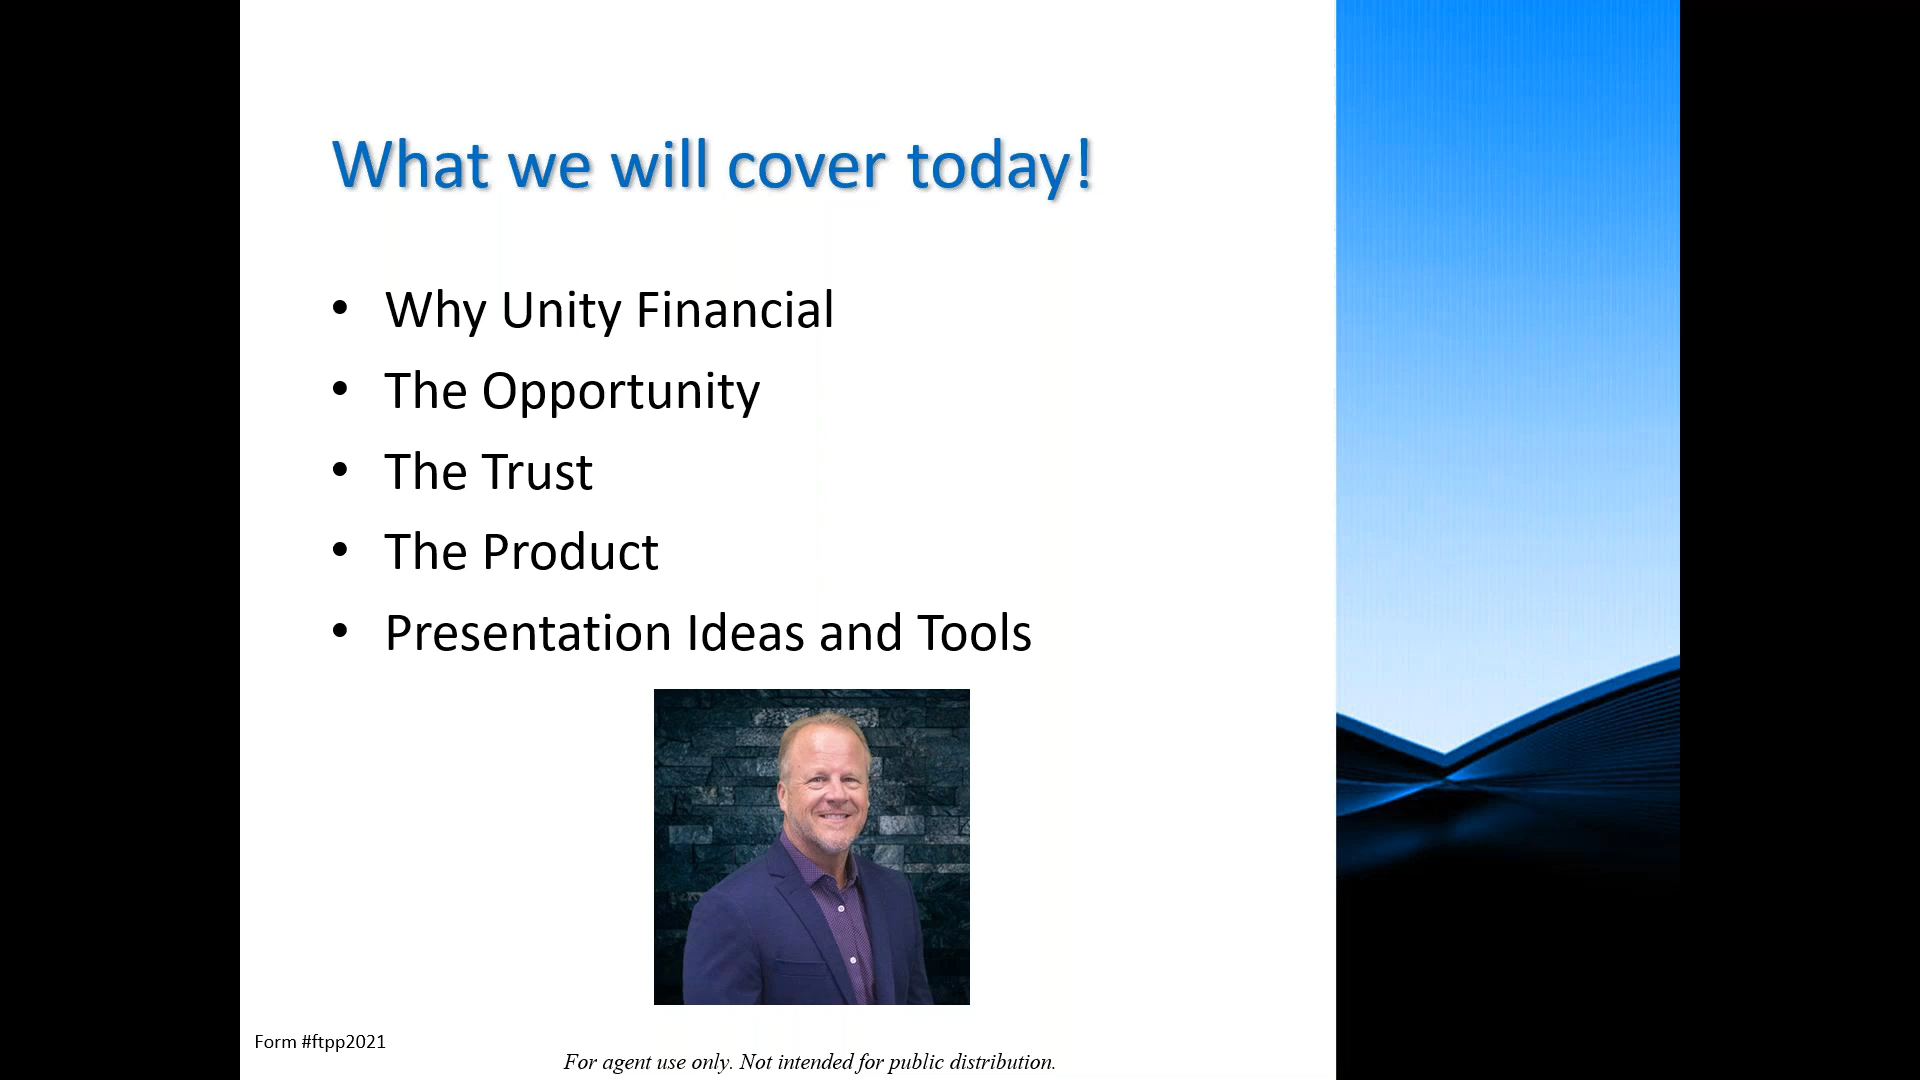 What we will cover today!
• Why Unity Financial
• The Opportunity
• The Trust
• The Product
• Presentation Ideas and Tools
Form #ftpp2021
For agent use only. Not intended for public distribution.